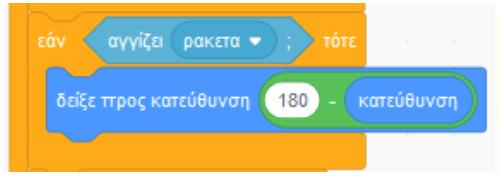 εάν αγγίζει ρακετα ; τότε
δείξε προς κατεύθυνση 180 - κατεύθυνση